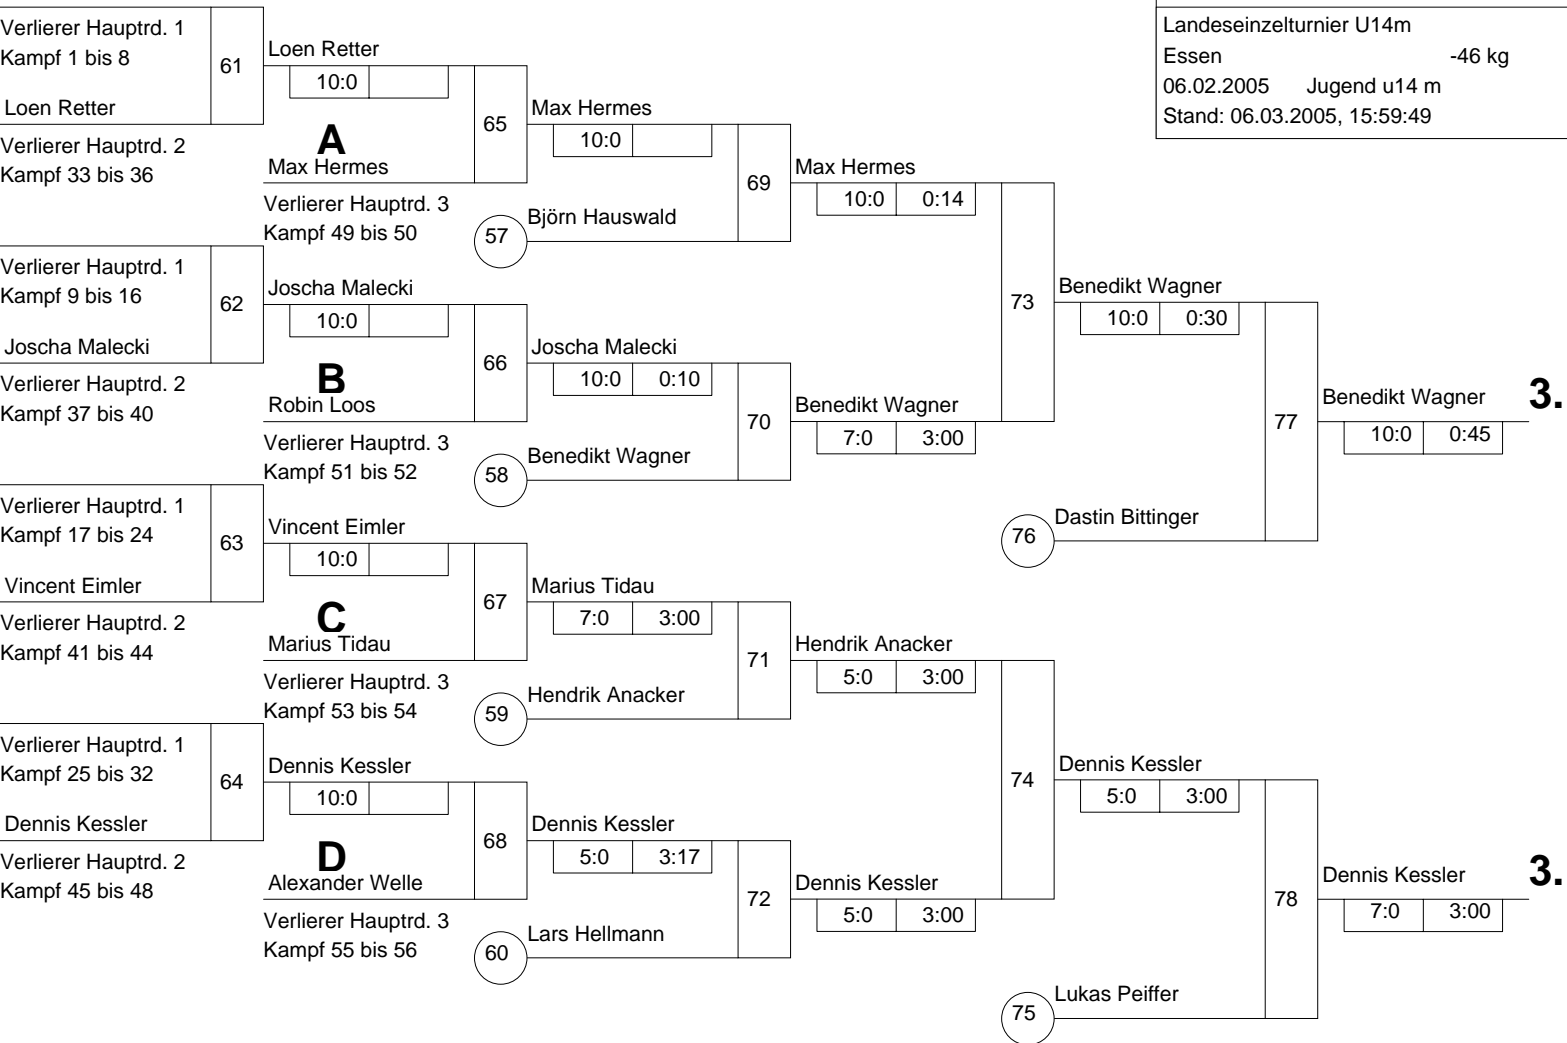 Landeseinzelturnier U14m
Essen -46 kg
06.02.2005 Jugend u14 m
Stand: 06.03.2005, 15:59:49
Verlierer Hauptrd. 1
Kampf 1 bis 8
61
Loen Retter
Verlierer Hauptrd. 2
Kampf 33 bis 36
Loen Retter
10:0
A
Max Hermes
Verlierer Hauptrd. 3
Kampf 49 bis 50
65
Max Hermes
10:0
57
Björn Hauswald
69
Max Hermes
10:0 0:14
Verlierer Hauptrd. 1
Kampf 9 bis 16
62
Joscha Malecki
Verlierer Hauptrd. 2
Kampf 37 bis 40
Joscha Malecki
10:0
B
Robin Loos
Verlierer Hauptrd. 3
Kampf 51 bis 52
66
Joscha Malecki
10:0 0:10
58
Benedikt Wagner
70
Benedikt Wagner
7:0 3:00
73
Benedikt Wagner
10:0 0:30
76
Dastin Bittinger
77
Benedikt Wagner
3.
10:0 0:45
Verlierer Hauptrd. 1
Kampf 17 bis 24
63
Vincent Eimler
Verlierer Hauptrd. 2
Kampf 41 bis 44
Vincent Eimler
10:0
C
Marius Tidau
Verlierer Hauptrd. 3
Kampf 53 bis 54
67
Marius Tidau
7:0 3:00
59
Hendrik Anacker
71
Hendrik Anacker
5:0 3:00
Verlierer Hauptrd. 1
Kampf 25 bis 32
64
Dennis Kessler
Verlierer Hauptrd. 2
Kampf 45 bis 48
Dennis Kessler
10:0
D
Alexander Welle
Verlierer Hauptrd. 3
Kampf 55 bis 56
68
Dennis Kessler
5:0 3:17
60
Lars Hellmann
72
Dennis Kessler
5:0 3:00
74
Dennis Kessler
5:0 3:00
75
Lukas Peiffer
78
Dennis Kessler
3.
7:0 3:00